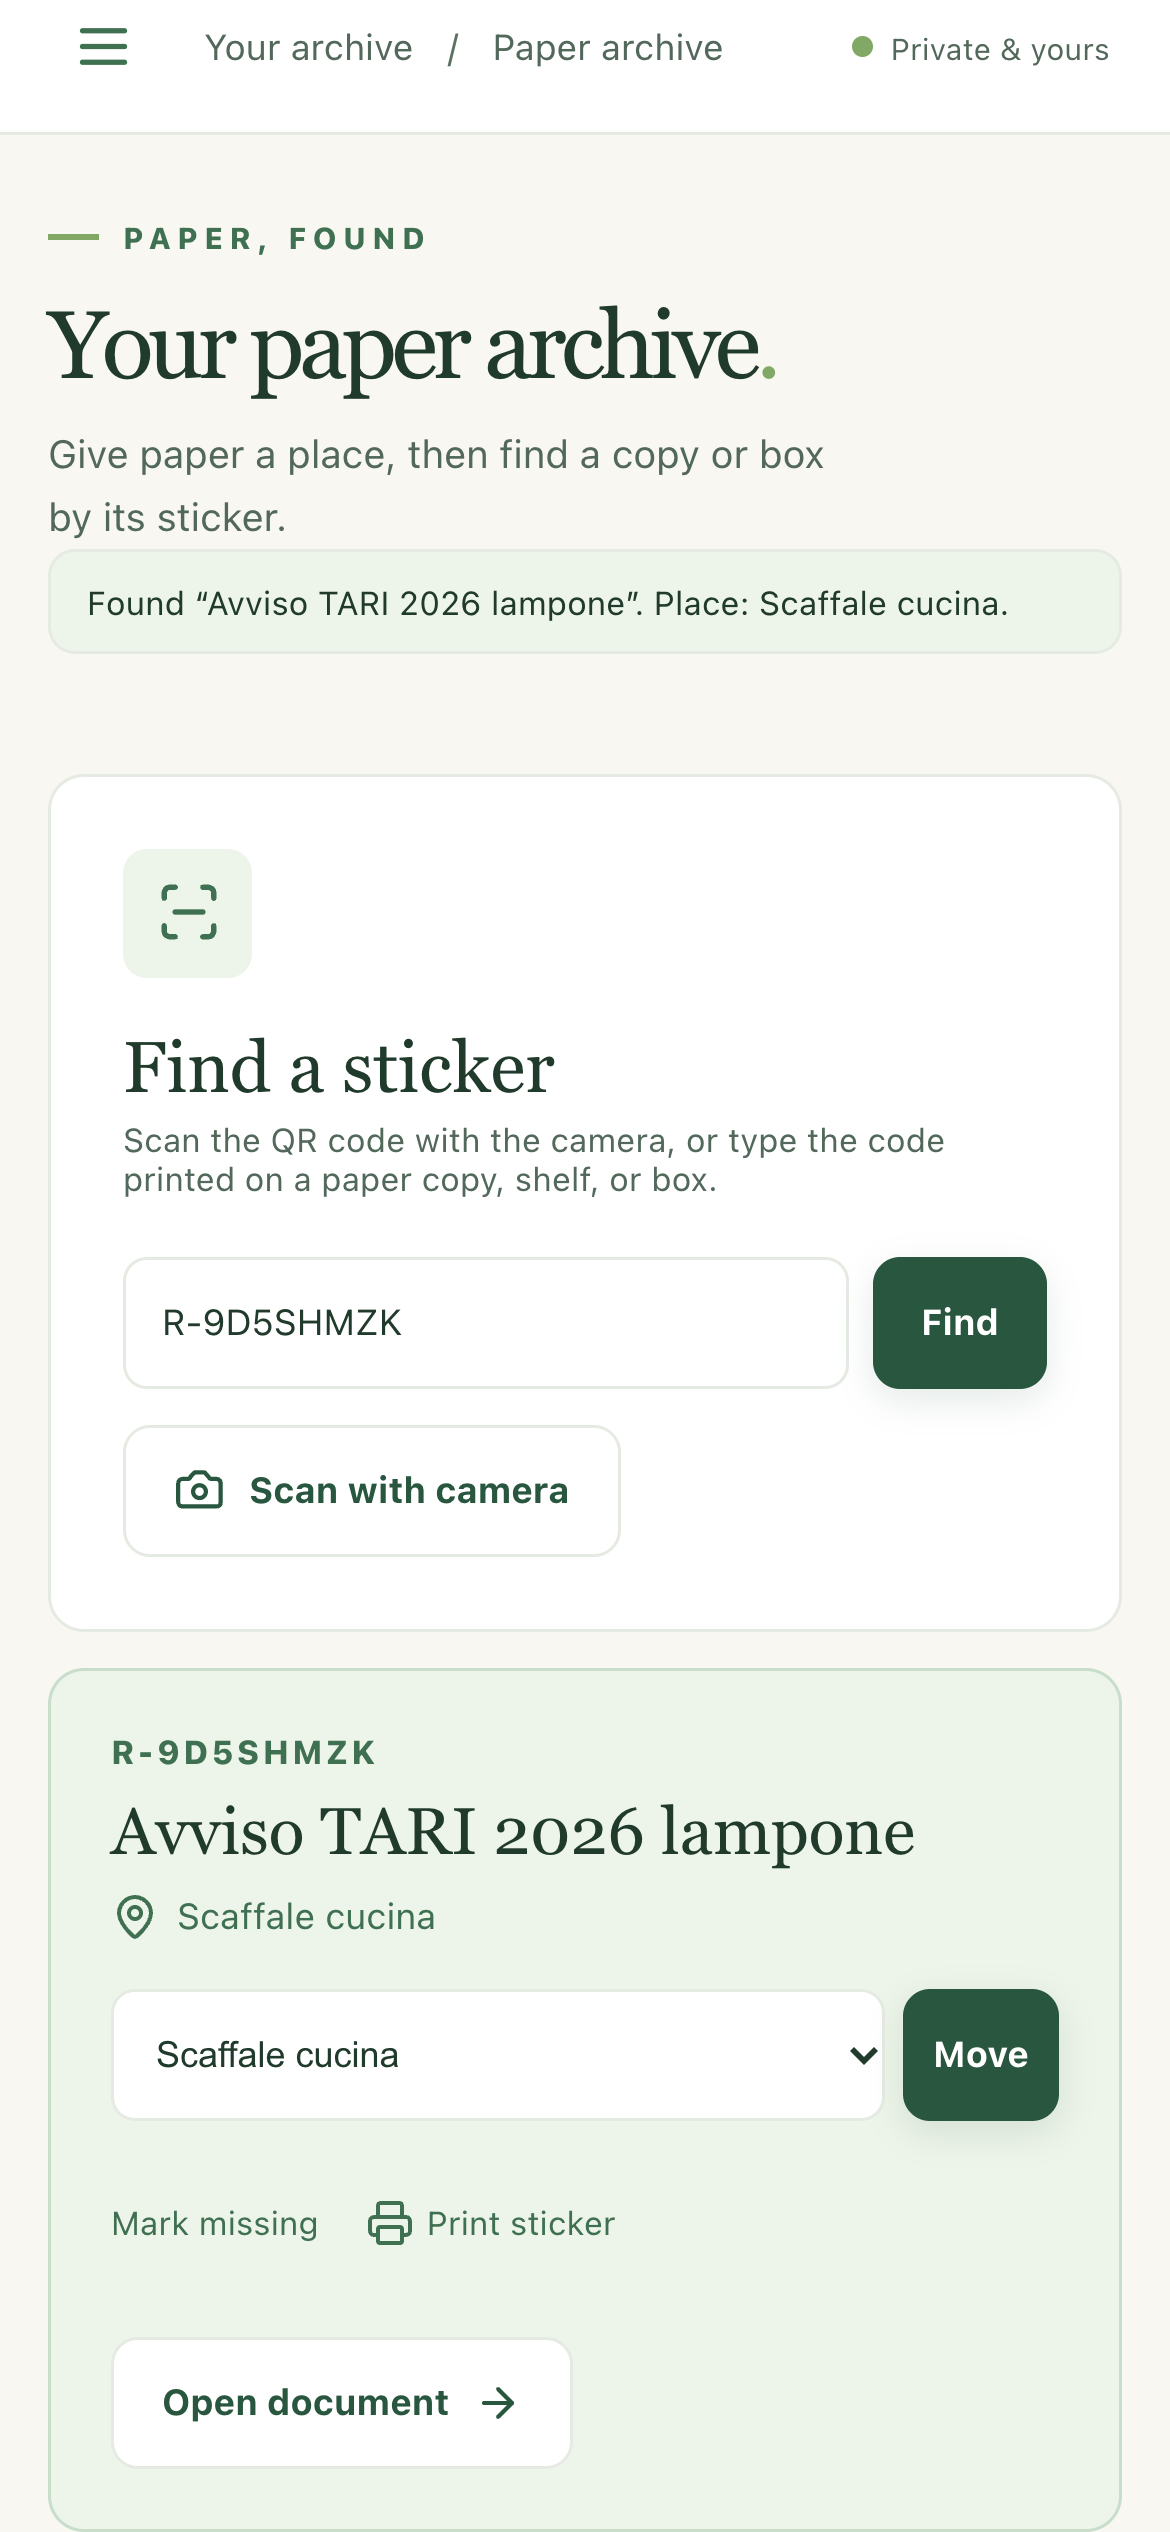 Your archive / Paper archive
Private & yours
PAPER, FOUND
Your paper archive.
Give paper a place, then find a copy or box
by its sticker.
Found “Avviso TARI 2026 lampone”. Place: Scaffale cucina.
Find a sticker
Scan the QR code with the camera, or type the code
printed on a paper copy, shelf, or box.
R-9D5SHMZK
Find
Scan with camera
R-9D5SHMZK
Avviso TARI 2026 lampone
Scaffale cucina
Scaffale cucina
Move
Mark missing
Print sticker
Open document